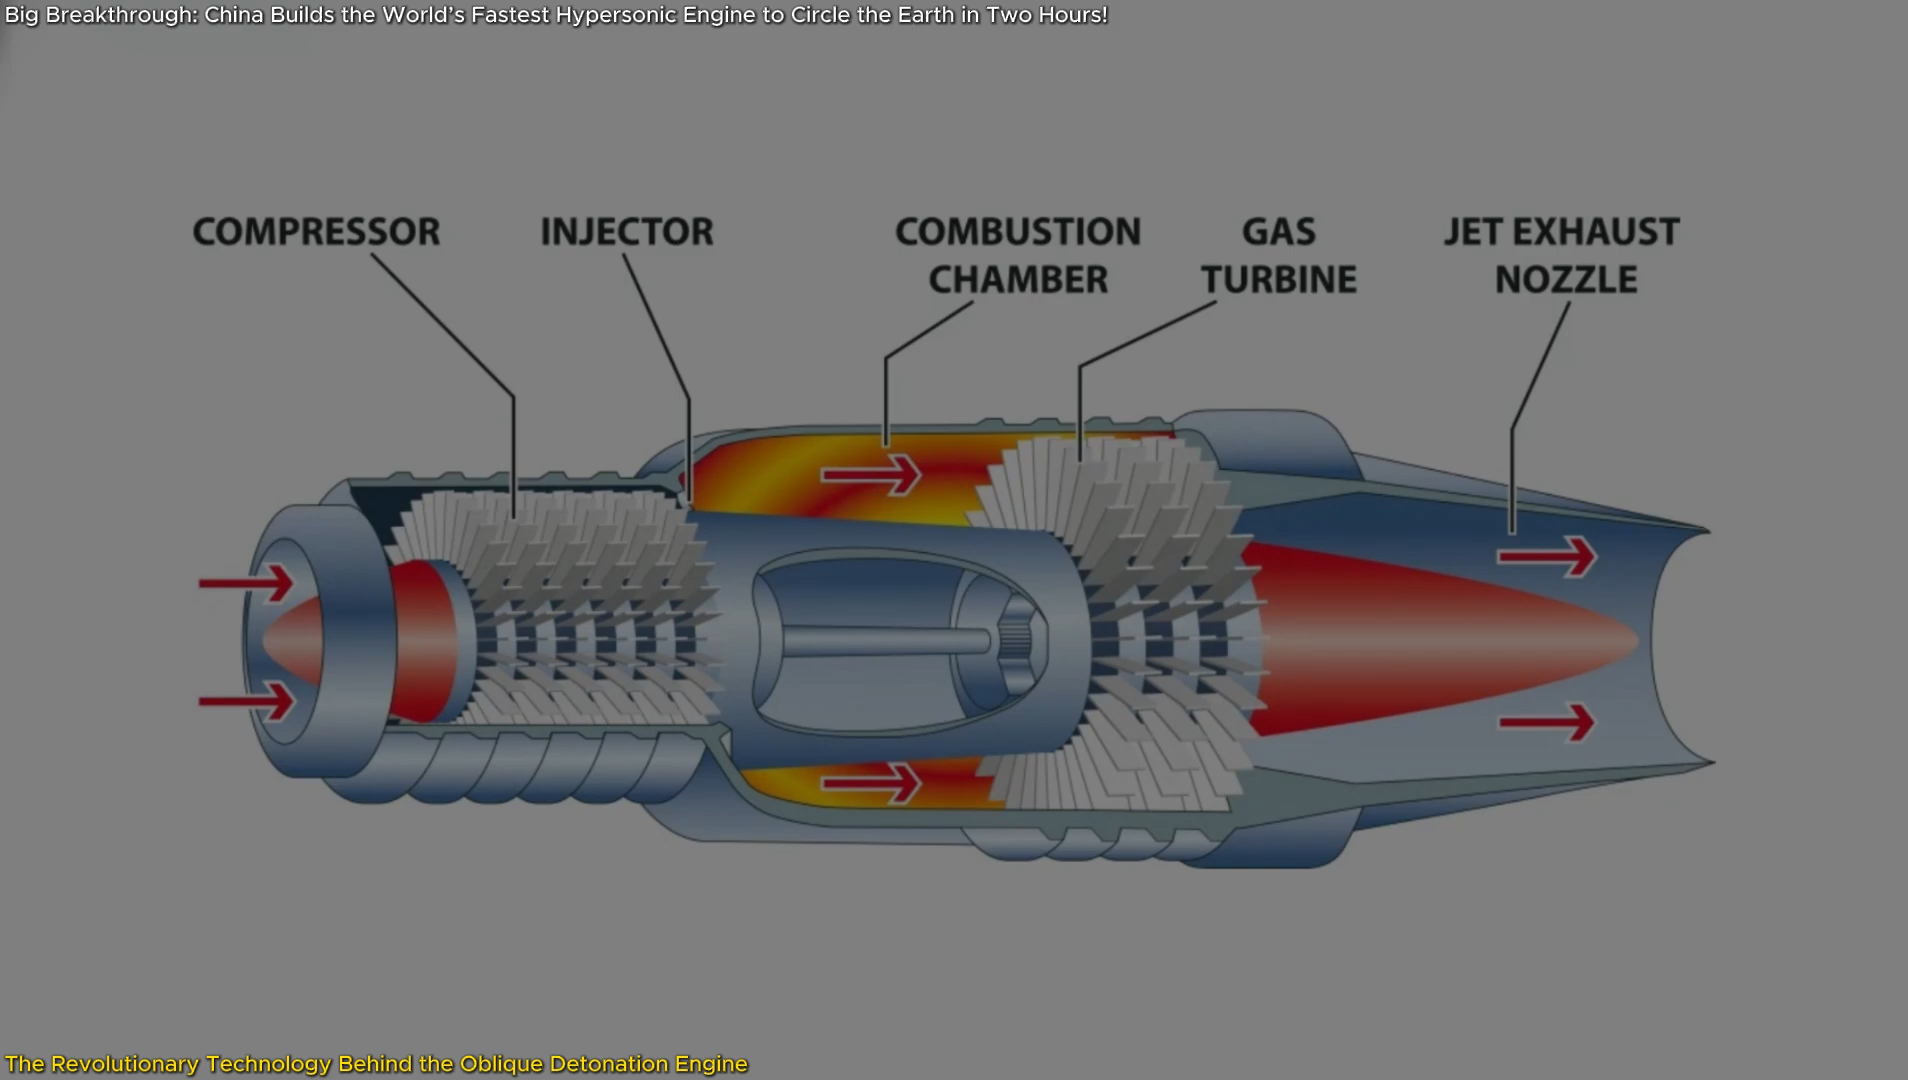 Big Breakthrough: China Builds the World’s Fastest Hypersonic Engine to Circle the Earth in Two Hours!
COMPRESSOR
INJECTOR
COMBUSTION
CHAMBER
GAS
TURBINE
JET EXHAUST
NOZZLE
The Revolutionary Technology Behind the Oblique Detonation Engine